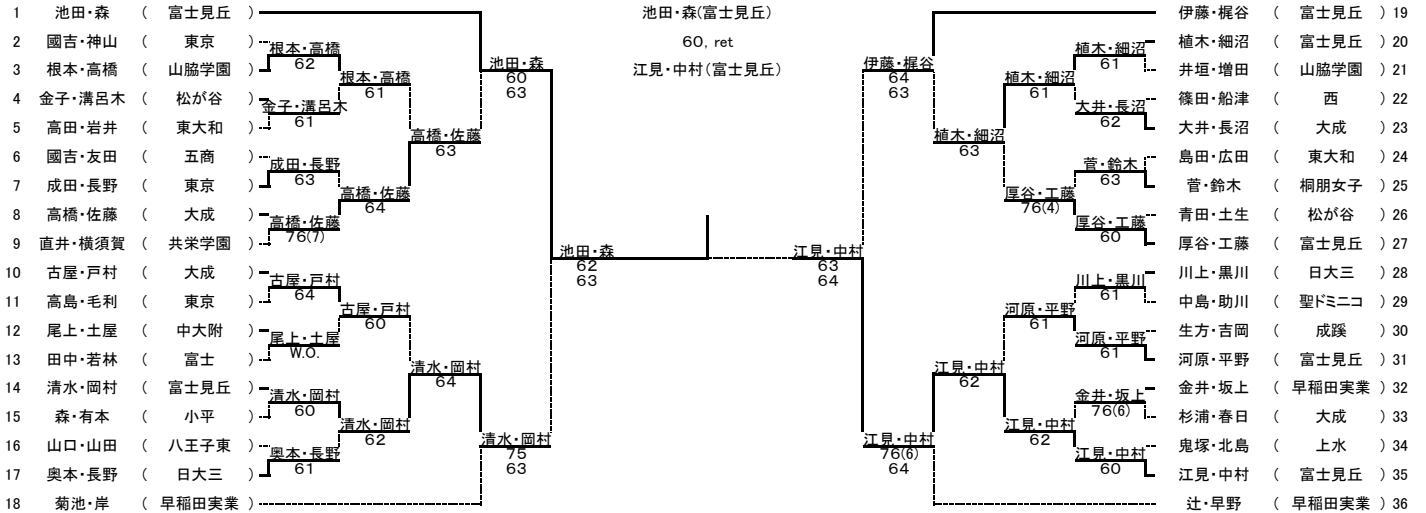 池田・森(富士見丘)
60, ret
江見・中村(富士見丘)
1 池田・森 ( 富士見丘 )
2 國吉・神山 ( 東京 )
3 根本・高橋 ( 山脇学園 )
4 金子・溝呂木 ( 松が谷 )
5 高田・岩井 ( 東大和 )
6 國吉・友田 ( 五商 )
7 成田・長野 ( 東京 )
8 高橋・佐藤 ( 大成 )
9 直井・横須賀 ( 共栄学園 )
10 古屋・戸村 ( 大成 )
11 高島・毛利 ( 東京 )
12 尾上・土屋 ( 中大附 )
13 田中・若林 ( 富士 )
14 清水・岡村 ( 富士見丘 )
15 森・有本 ( 小平 )
16 山口・山田 ( 八王子東 )
17 奥本・長野 ( 日大三 )
18 菊池・岸 ( 早稲田実業 )
根本・高橋
62
金子・溝呂木
61
成田・長野
63
高橋・佐藤
76(7)
古屋・戸村
64
尾上・土屋
W.O.
清水・岡村
60
奥本・長野
61
根本・高橋
61
高橋・佐藤
64
古屋・戸村
60
清水・岡村
62
高橋・佐藤
63
清水・岡村
64
池田・森
60
63
清水・岡村
75
63
池田・森
62
63
江見・中村
63
64
伊藤・梶谷
64
63
江見・中村
76(6)
64
植木・細沼
63
江見・中村
62
植木・細沼
61
厚谷・工藤
76(4)
河原・平野
61
江見・中村
62
植木・細沼
61
大井・長沼
62
菅・鈴木
63
厚谷・工藤
60
川上・黒川
61
河原・平野
61
金井・坂上
76(6)
江見・中村
60
伊藤・梶谷 ( 富士見丘 ) 19
植木・細沼 ( 富士見丘 ) 20
井垣・増田 ( 山脇学園 ) 21
篠田・船津 ( 西 ) 22
大井・長沼 ( 大成 ) 23
島田・広田 ( 東大和 ) 24
菅・鈴木 ( 桐朋女子 ) 25
青田・土生 ( 松が谷 ) 26
厚谷・工藤 ( 富士見丘 ) 27
川上・黒川 ( 日大三 ) 28
中島・助川 ( 聖ドミニコ ) 29
生方・吉岡 ( 成蹊 ) 30
河原・平野 ( 富士見丘 ) 31
金井・坂上 ( 早稲田実業 ) 32
杉浦・春日 ( 大成 ) 33
鬼塚・北島 ( 上水 ) 34
江見・中村 ( 富士見丘 ) 35
辻・早野 ( 早稲田実業 ) 36